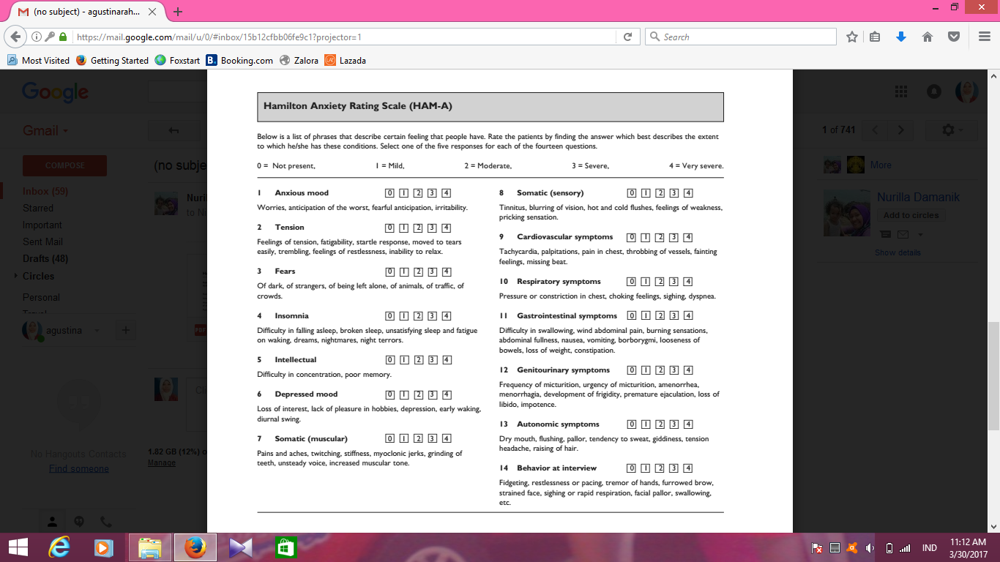 (no subject) - agustinarah...
https://mail.google.com/mail/u/0/#inbox/15b12cfbb06fe9c1?projector=1
Search
Most Visited
Getting Started
Foxstart
Booking.com
Zalora
Lazada
Google
Gmail
1 of 741
COMPOSE
(no subje
More
Inbox (59)
Starred
Important
Sent Mail
Drafts (48)
Circles
Personal
Travel
agustina
Nuril
to N
PDF
Cli
Nurilla Damanik
Add to circles
Show details
No Hangouts Contacts
Find someone
1.82 GB (12%) o
Manage
Hamilton Anxiety Rating Scale (HAM-A)
Below is a list of phrases that describe certain feeling that people have. Rate the patients by finding the answer which best describes the extent
to which he/she has these conditions. Select one of the five responses for each of the fourteen questions.
0 = Not present, 1 = Mild, 2 = Moderate, 3 = Severe, 4 = Very severe.
1 Anxious mood 0 1 2 3 4
Worries, anticipation of the worst, fearful anticipation, irritability.
2 Tension 0 1 2 3 4
Feelings of tension, fatigability, startle response, moved to tears
easily, trembling, feelings of restlessness, inability to relax.
3 Fears 0 1 2 3 4
Of dark, of strangers, of being left alone, of animals, of traffic, of
crowds.
4 Insomnia 0 1 2 3 4
Difficulty in falling asleep, broken sleep, unsatisfying sleep and fatigue
on waking, dreams, nightmares, night terrors.
5 Intellectual 0 1 2 3 4
Difficulty in concentration, poor memory.
6 Depressed mood 0 1 2 3 4
Loss of interest, lack of pleasure in hobbies, depression, early waking,
diurnal swing.
7 Somatic (muscular) 0 1 2 3 4
Pains and aches, twitching, stiffness, myoclonic jerks, grinding of
teeth, unsteady voice, increased muscular tone.
8 Somatic (sensory) 0 1 2 3 4
Tinnitus, blurring of vision, hot and cold flushes, feelings of weakness,
pricking sensation.
9 Cardiovascular symptoms 0 1 2 3 4
Tachycardia, palpitations, pain in chest, throbbing of vessels, fainting
feelings, missing beat.
10 Respiratory symptoms 0 1 2 3 4
Pressure or constriction in chest, choking feelings, sighing, dyspnea.
11 Gastrointestinal symptoms 0 1 2 3 4
Difficulty in swallowing, wind abdominal pain, burning sensations,
abdominal fullness, nausea, vomiting, borborygmi, looseness of
bowels, loss of weight, constipation.
12 Genitourinary symptoms 0 1 2 3 4
Frequency of micturition, urgency of micturition, amenorrhea,
menorrhagia, development of frigidity, premature ejaculation, loss of
libido, impotence.
13 Autonomic symptoms 0 1 2 3 4
Dry mouth, flushing, pallor, tendency to sweat, giddiness, tension
headache, raising of hair.
14 Behavior at interview 0 1 2 3 4
Fidgeting, restlessness or pacing, tremor of hands, furrowed brow,
strained face, sighing or rapid respiration, facial pallor, swallowing,
etc.
IND
11:12 AM
3/30/2017